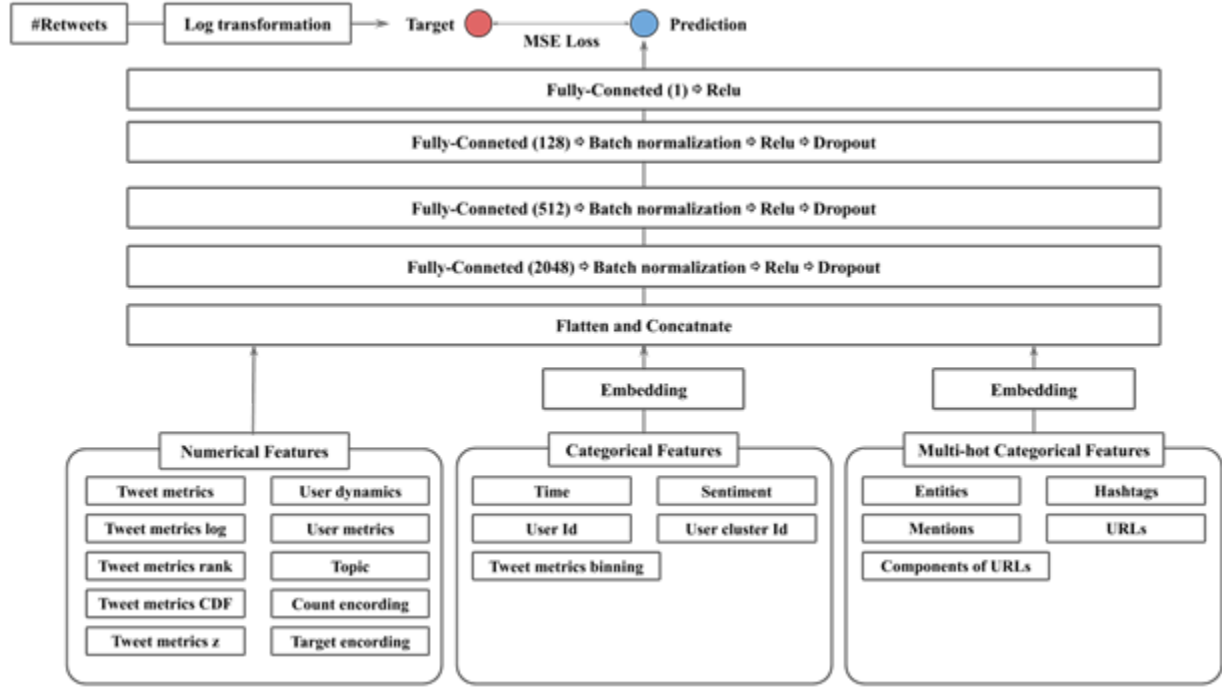 #Retweets
Log transformation
Target
Prediction
MSE Loss
Fully-Conneted (1) ⇨ Relu
Fully-Conneted (128) ⇨ Batch normalization ⇨ Relu ⇨ Dropout
Fully-Conneted (512) ⇨ Batch normalization ⇨ Relu ⇨ Dropout
Fully-Conneted (2048) ⇨ Batch normalization ⇨ Relu ⇨ Dropout
Flatten and Concatnate
Embedding
Embedding
Numerical Features
Tweet metrics
User dynamics
Tweet metrics log
User metrics
Tweet metrics rank
Topic
Tweet metrics CDF
Count encording
Tweet metrics z
Target encording
Categorical Features
Time
Sentiment
User Id
User cluster Id
Tweet metrics binning
Multi-hot Categorical Features
Entities
Hashtags
Mentions
URLs
Components of URLs